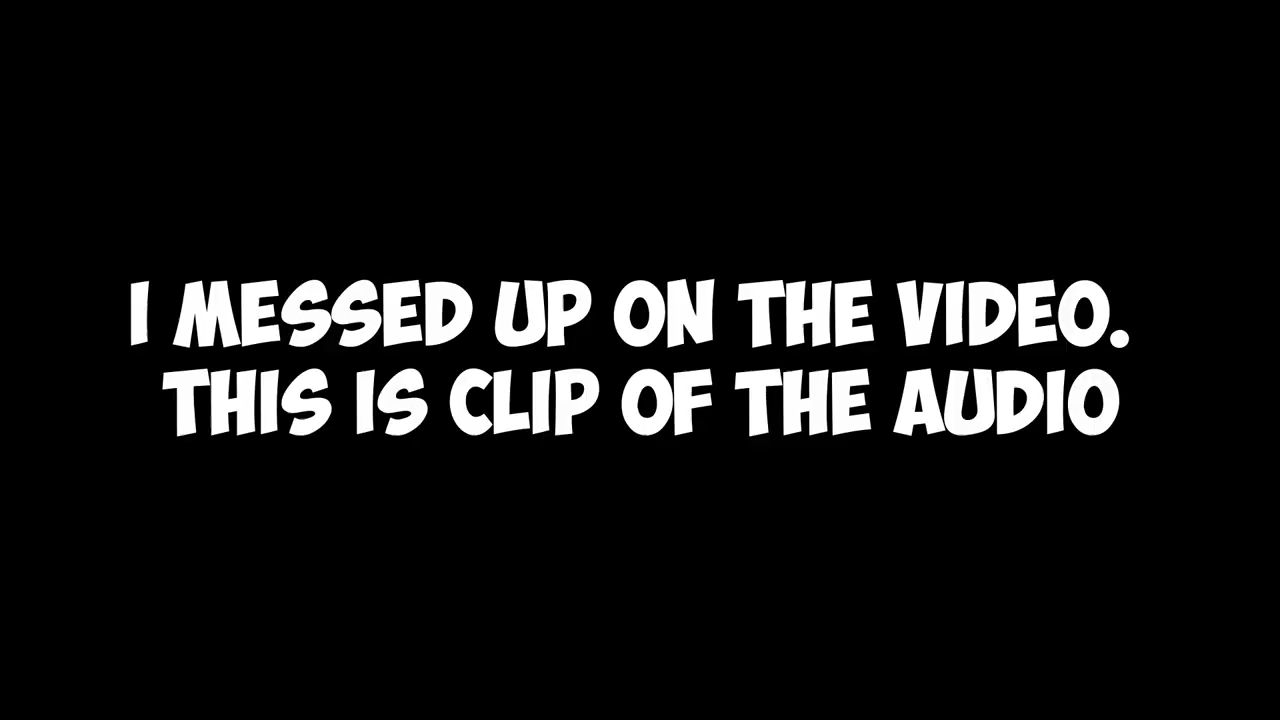 I MESSED UP ON THE VIDEO.
THIS IS CLIP OF THE AUDIO